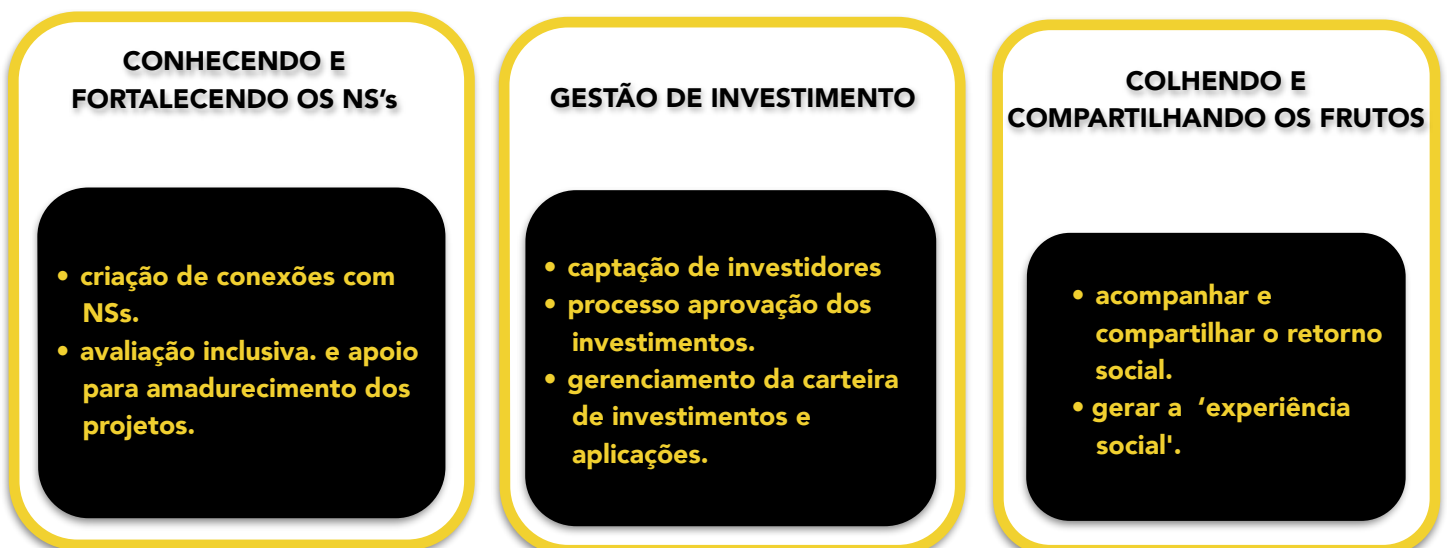 CONHECENDO E
FORTALECENDO OS NS’s
• criação de conexões com
NSs.
• avaliação inclusiva. e apoio
para amadurecimento dos
projetos.
GESTÃO DE INVESTIMENTO
• captação de investidores
• processo aprovação dos
investimentos.
• gerenciamento da carteira
de investimentos e
aplicações.
COLHENDO E
COMPARTILHANDO OS FRUTOS
• acompanhar e
compartilhar o retorno
social.
• gerar a ‘experiência
social'.